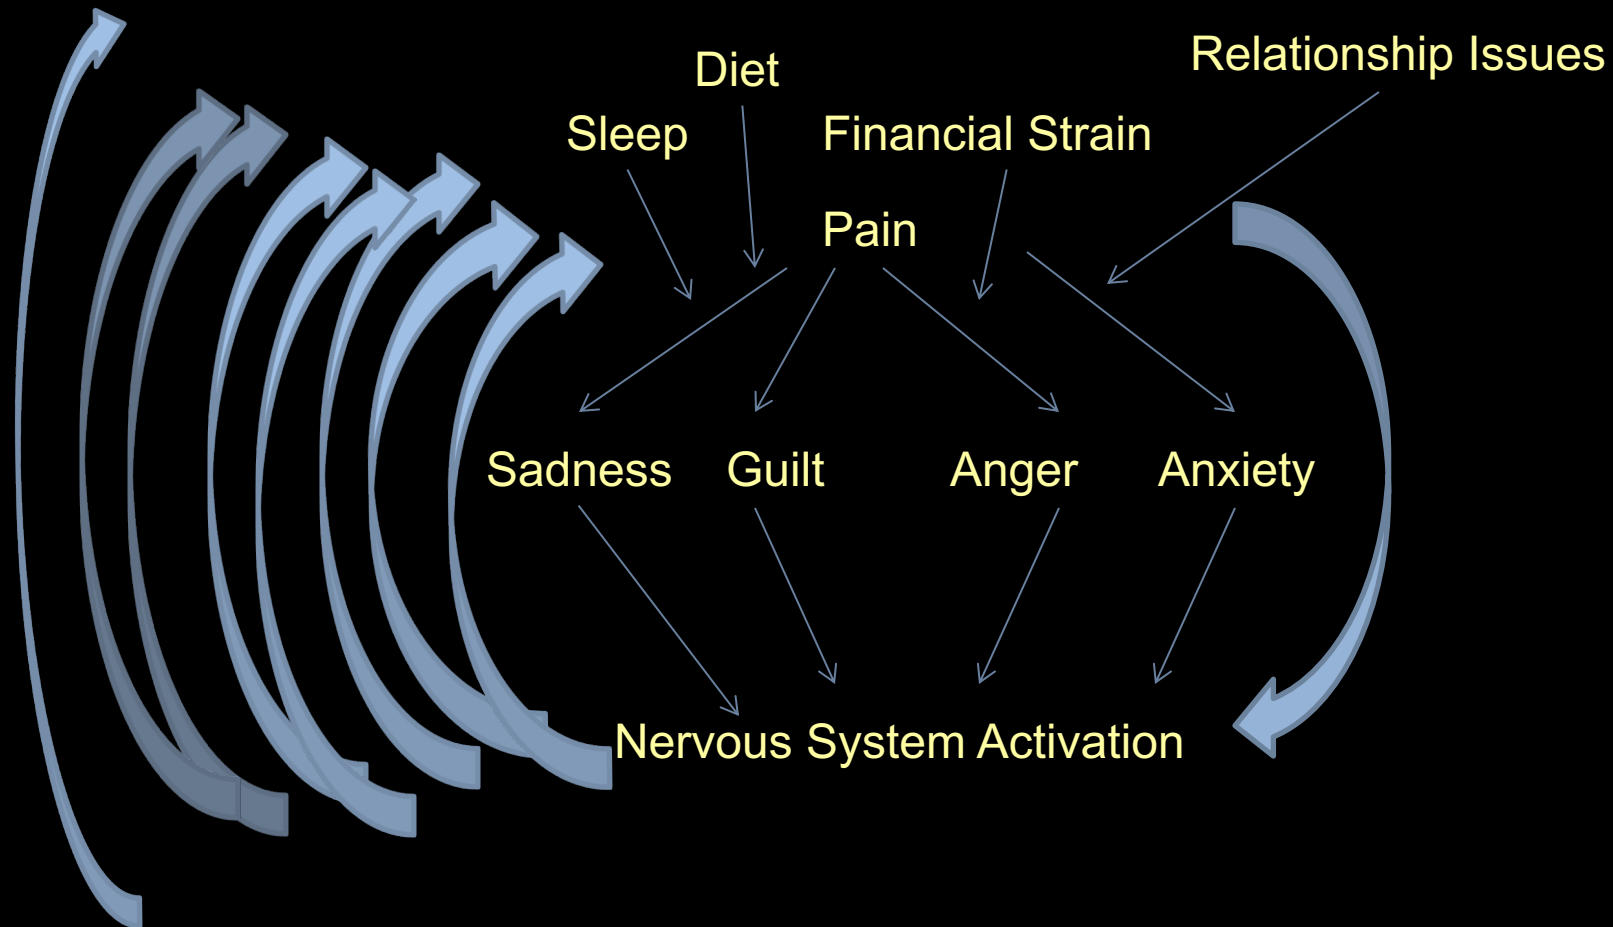 Relationship Issues
Diet
Sleep
Financial Strain
Pain
Sadness
Guilt
Anger
Anxiety
Nervous System Activation